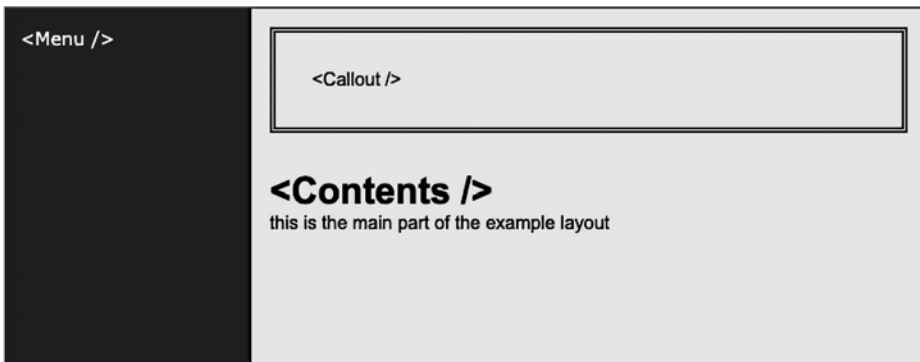 <Menu />
<Callout />
<Contents />
this is the main part of the example layout